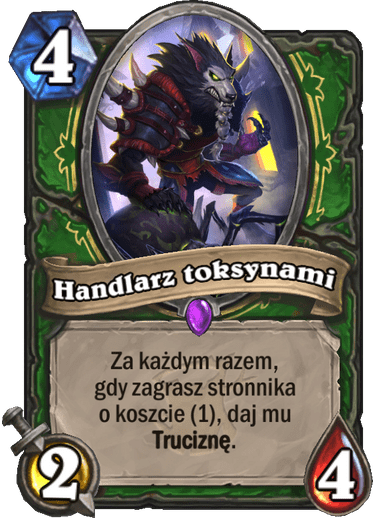 4
Handlarz toksynami
Za każdym razem,
gdy zagrasz stronnika
o koszcie (1), daj mu
Truciznę.
2
4